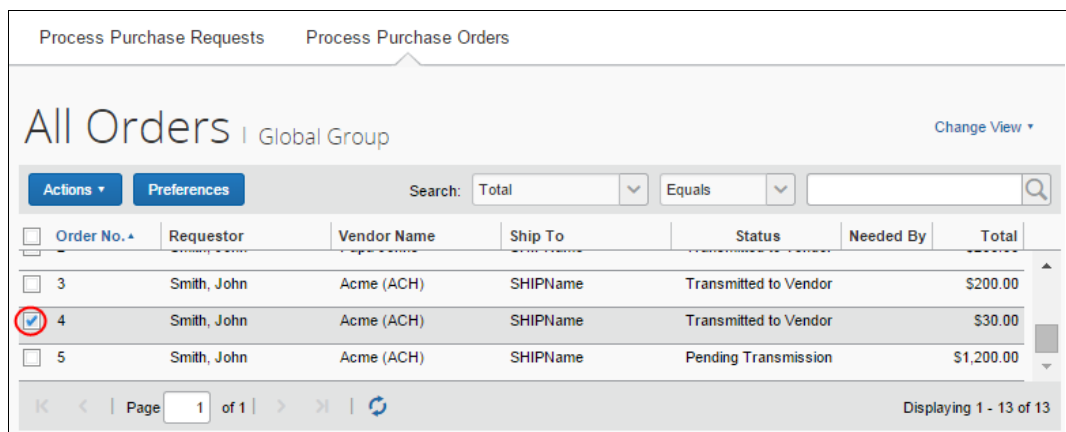 Process Purchase Requests Process Purchase Orders
All Orders | Global Group Change View ▾
Actions ▾ Preferences Search: Total Equals
Order No. ▴ Requestor Vendor Name Ship To Status Needed By Total
3 Smith, John Acme (ACH) SHIPName Transmitted to Vendor $200.00
4 Smith, John Acme (ACH) SHIPName Transmitted to Vendor $30.00
5 Smith, John Acme (ACH) SHIPName Pending Transmission $1,200.00
Page 1 of 1 Displaying 1 - 13 of 13